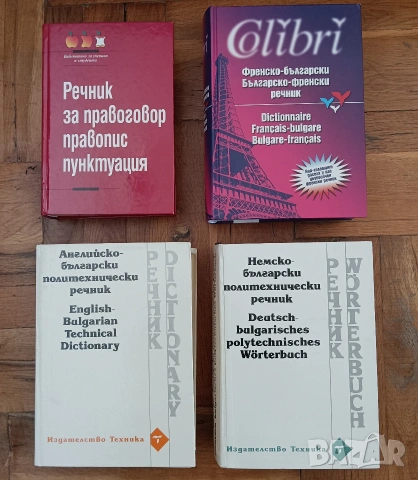 Речник
за правоговор
правопис
пунктуация
Colibri
Френско-български
Българско-френски
речник
Dictionnaire
Français-bulgare
Bulgare-français
Английско-
български
политехнически
речник
English-
Bulgarian
Technical
Dictionary
РЕЧНИК
DICTIONARY
Издателство Техника
Немско-
български
политехнически
речник
Deutsch-
bulgarisches
polytechnisches
Wörterbuch
РЕЧНИК
WÖRTERBUCH
Издателство Техника
BAZAR